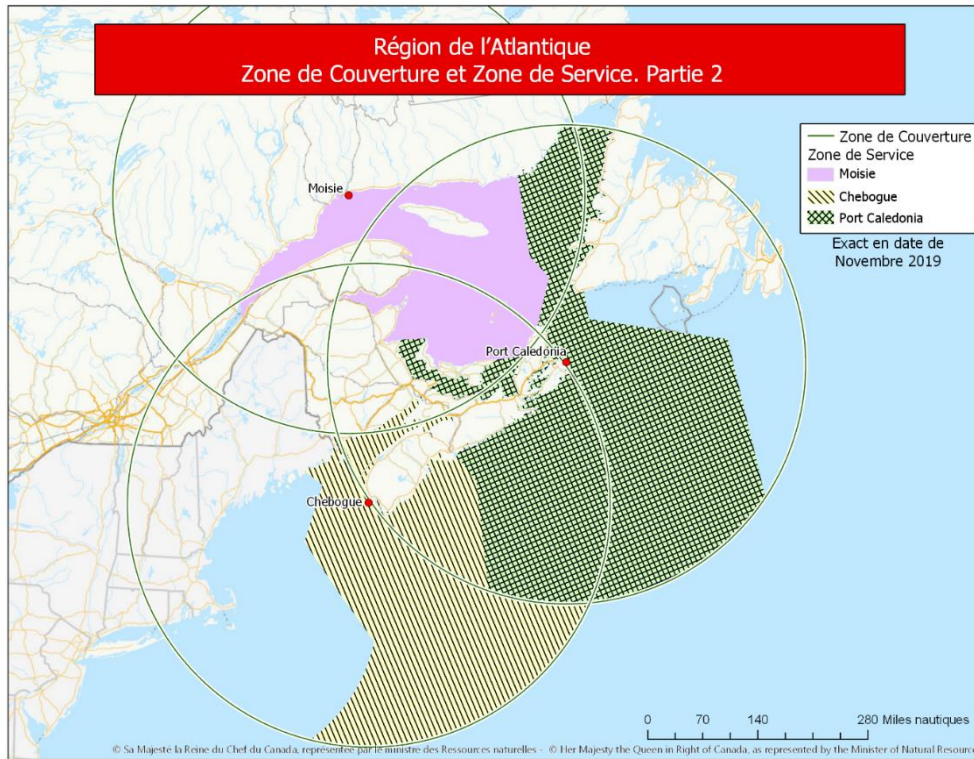 Région de l'Atlantique
Zone de Couverture et Zone de Service. Partie 2
Zone de Couverture
Zone de Service
Moisie
Chebogue
Port Caledonia
Exact en date de
Novembre 2019
Moisie
Port Caledonia
Chebogue
0 70 140 280 Miles nautiques
© Sa Majesté la Reine du Chef du Canada, représentée par le ministre des Ressources naturelles - © Her Majesty the Queen in Right of Canada, as represented by the Minister of Natural Resourc